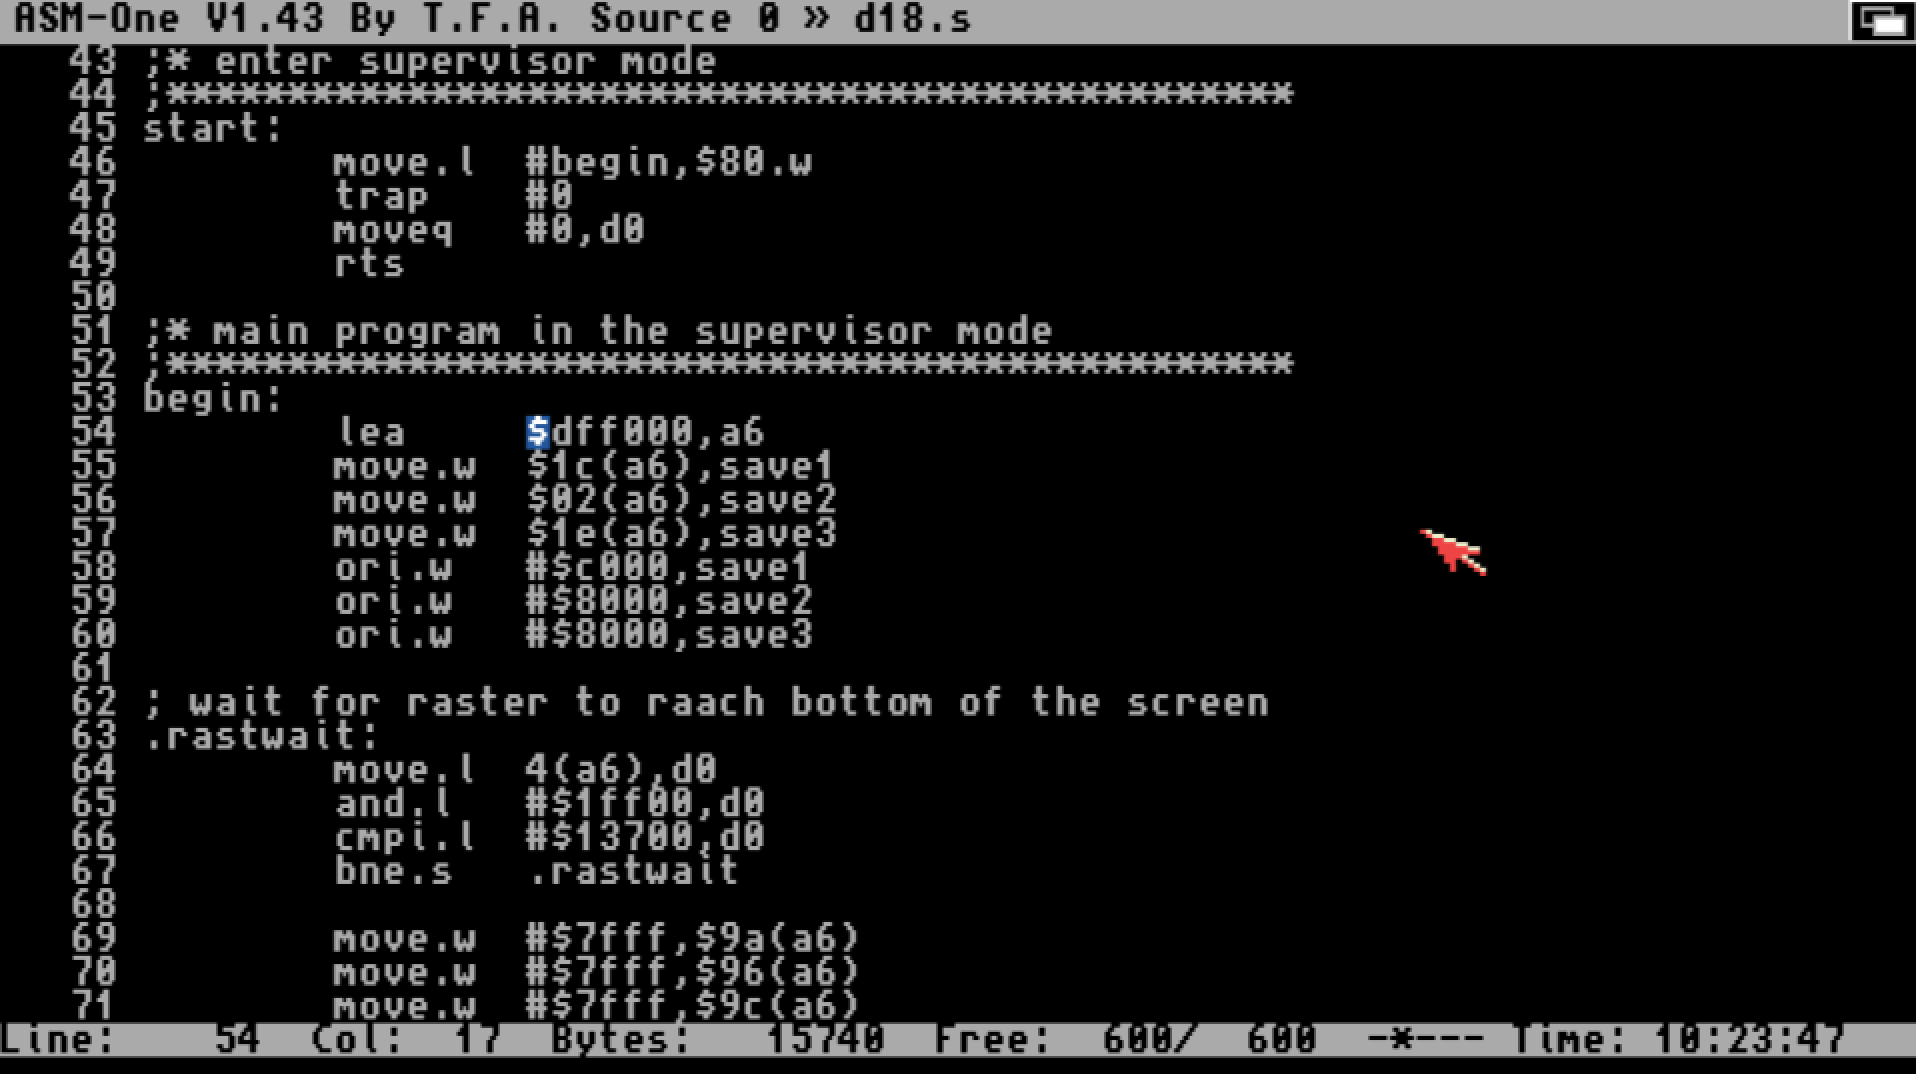 ASM-One V1.43 By T.F.A. Source 0 » d18.s
43 ;* enter supervisor mode
44 ;***********************************************
45 start:
46 move.l #begin,$80.w
47 trap #0
48 moveq #0,d0
49 rts
50
51 ;* main program in the supervisor mode
52 ;***********************************************
53 begin:
54 lea $dff000,a6
55 move.w $1c(a6),save1
56 move.w $02(a6),save2
57 move.w $1e(a6),save3
58 ori.w #$c000,save1
59 ori.w #$8000,save2
60 ori.w #$8000,save3
61
62 ; wait for raster to raach bottom of the screen
63 .rastwait:
64 move.l 4(a6),d0
65 and.l #$1ff00,d0
66 cmpi.l #$13700,d0
67 bne.s .rastwait
68
69 move.w #$7fff,$9a(a6)
70 move.w #$7fff,$96(a6)
71 move.w #$7fff,$9c(a6)
Line: 54 Col: 17 Bytes: 15740 Free: 600/ 600 -*--- Time: 10:23:47